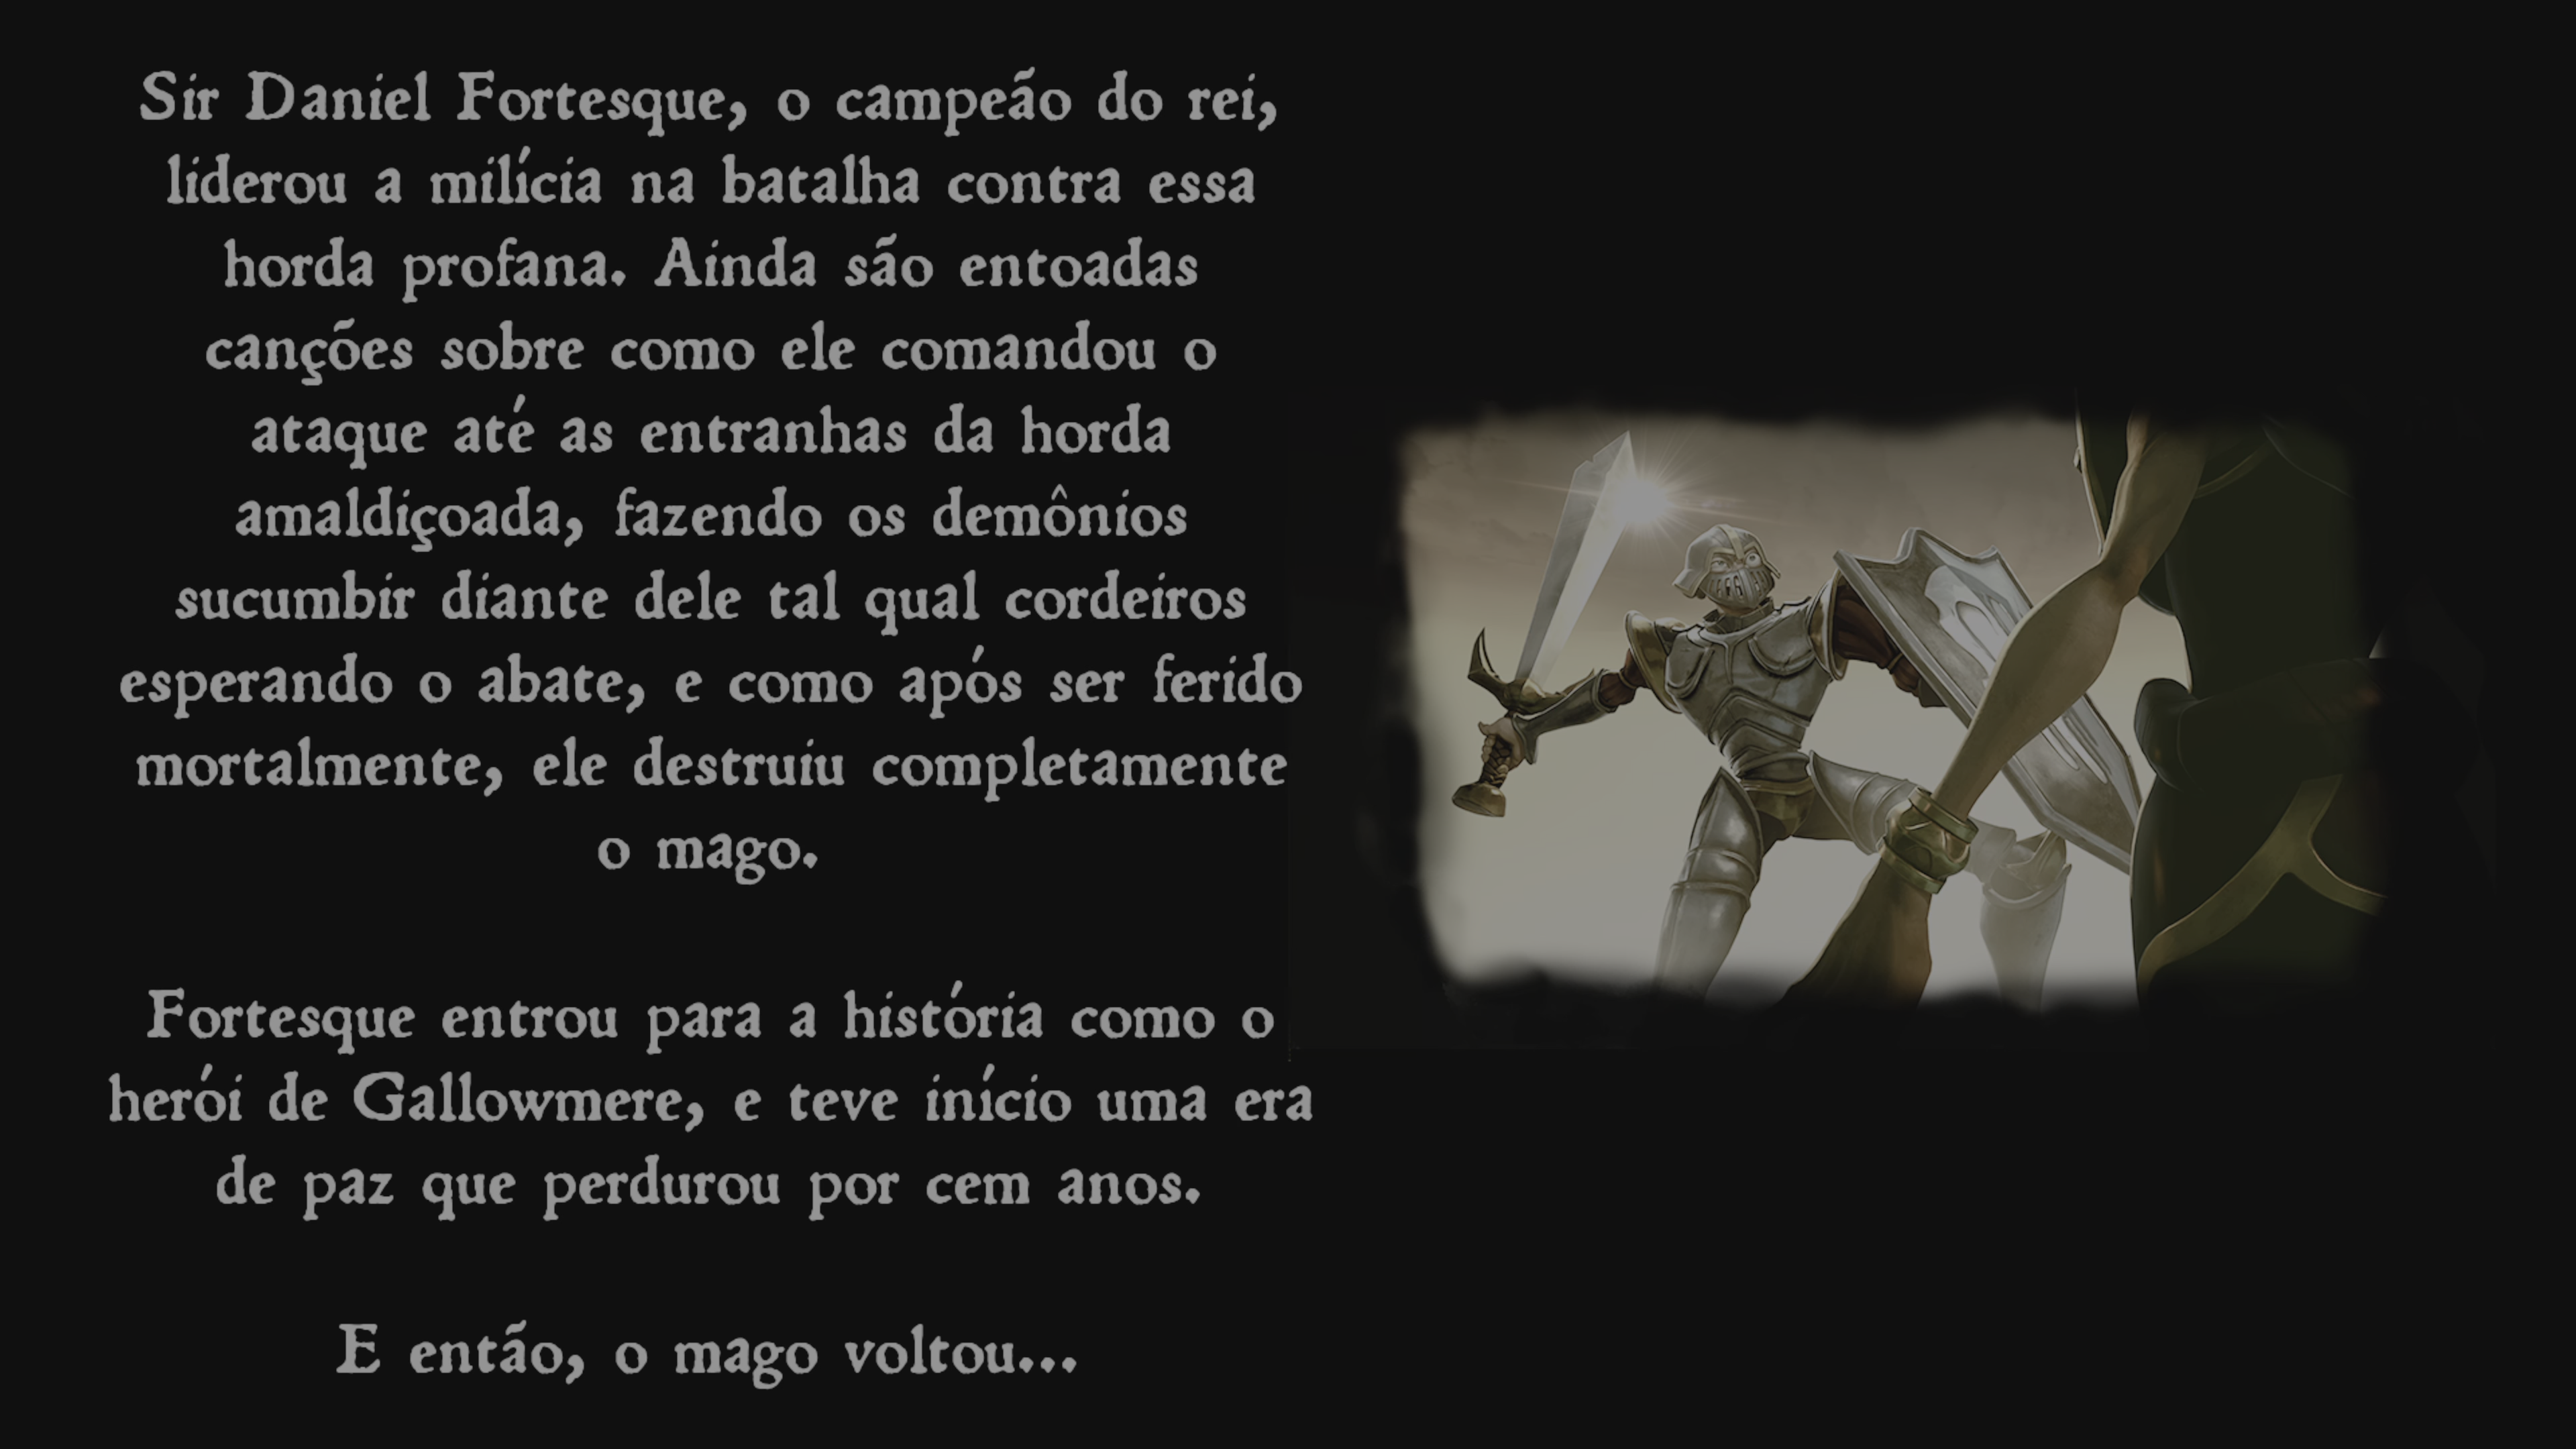 Sir Daniel Fortesque, o campeão do rei,
liderou a milícia na batalha contra essa
horda profana. Ainda são entoadas
canções sobre como ele comandou o
ataque até as entranhas da horda
amaldiçoada, fazendo os demônios
sucumbir diante dele tal qual cordeiros
esperando o abate, e como após ser ferido
mortalmente, ele destruiu completamente
o mago.
Fortesque entrou para a história como o
herói de Gallowmere, e teve início uma era
de paz que perdurou por cem anos.
E então, o mago voltou...